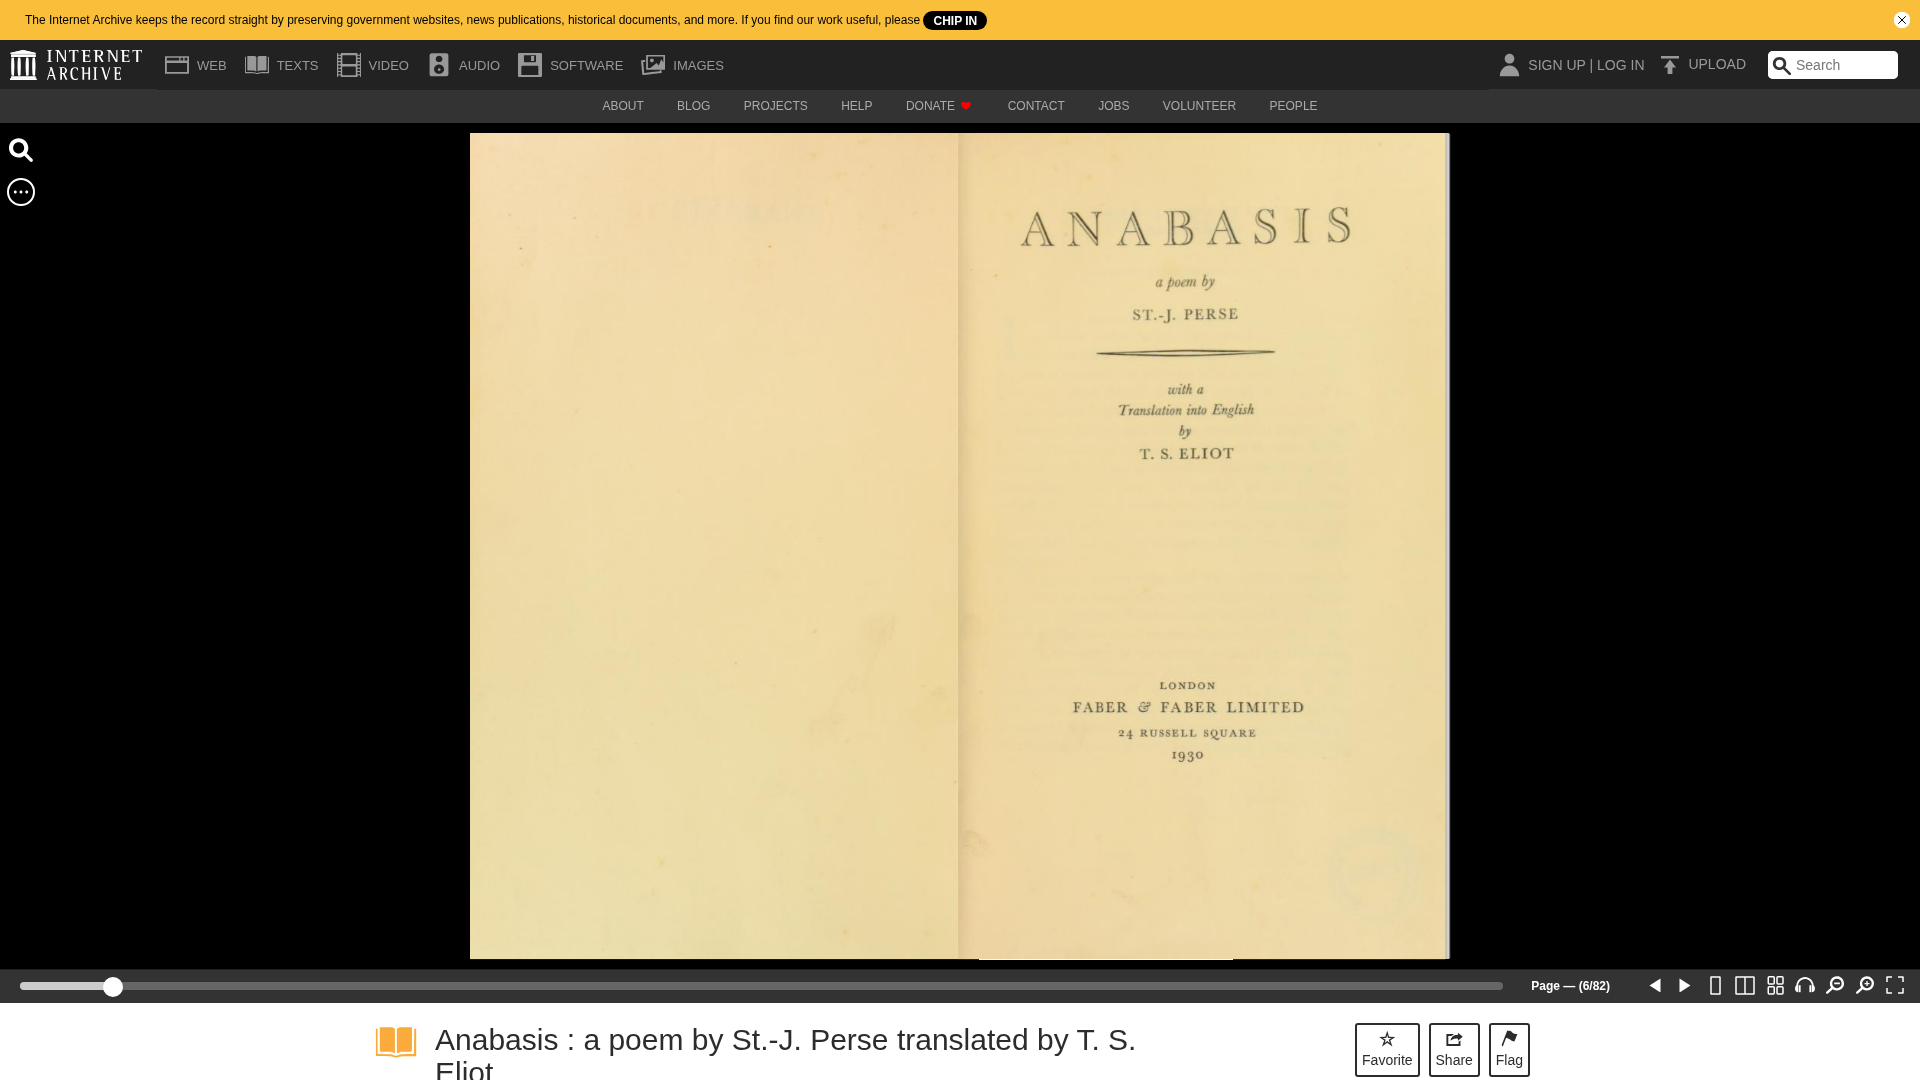 The Internet Archive keeps the record straight by preserving government websites, news publications, historical documents, and more. If you find our work useful, please CHIP IN
INTERNET ARCHIVE
WEB TEXTS VIDEO AUDIO SOFTWARE IMAGES
SIGN UP | LOG IN UPLOAD Search
ABOUT BLOG PROJECTS HELP DONATE CONTACT JOBS VOLUNTEER PEOPLE
ANABASIS
a poem by
ST.-J. PERSE
with a
Translation into English
by
T. S. ELIOT
LONDON
FABER & FABER LIMITED
24 RUSSELL SQUARE
1930
Page — (6/82)
Anabasis : a poem by St.-J. Perse translated by T. S.
Eliot
Favorite Share Flag